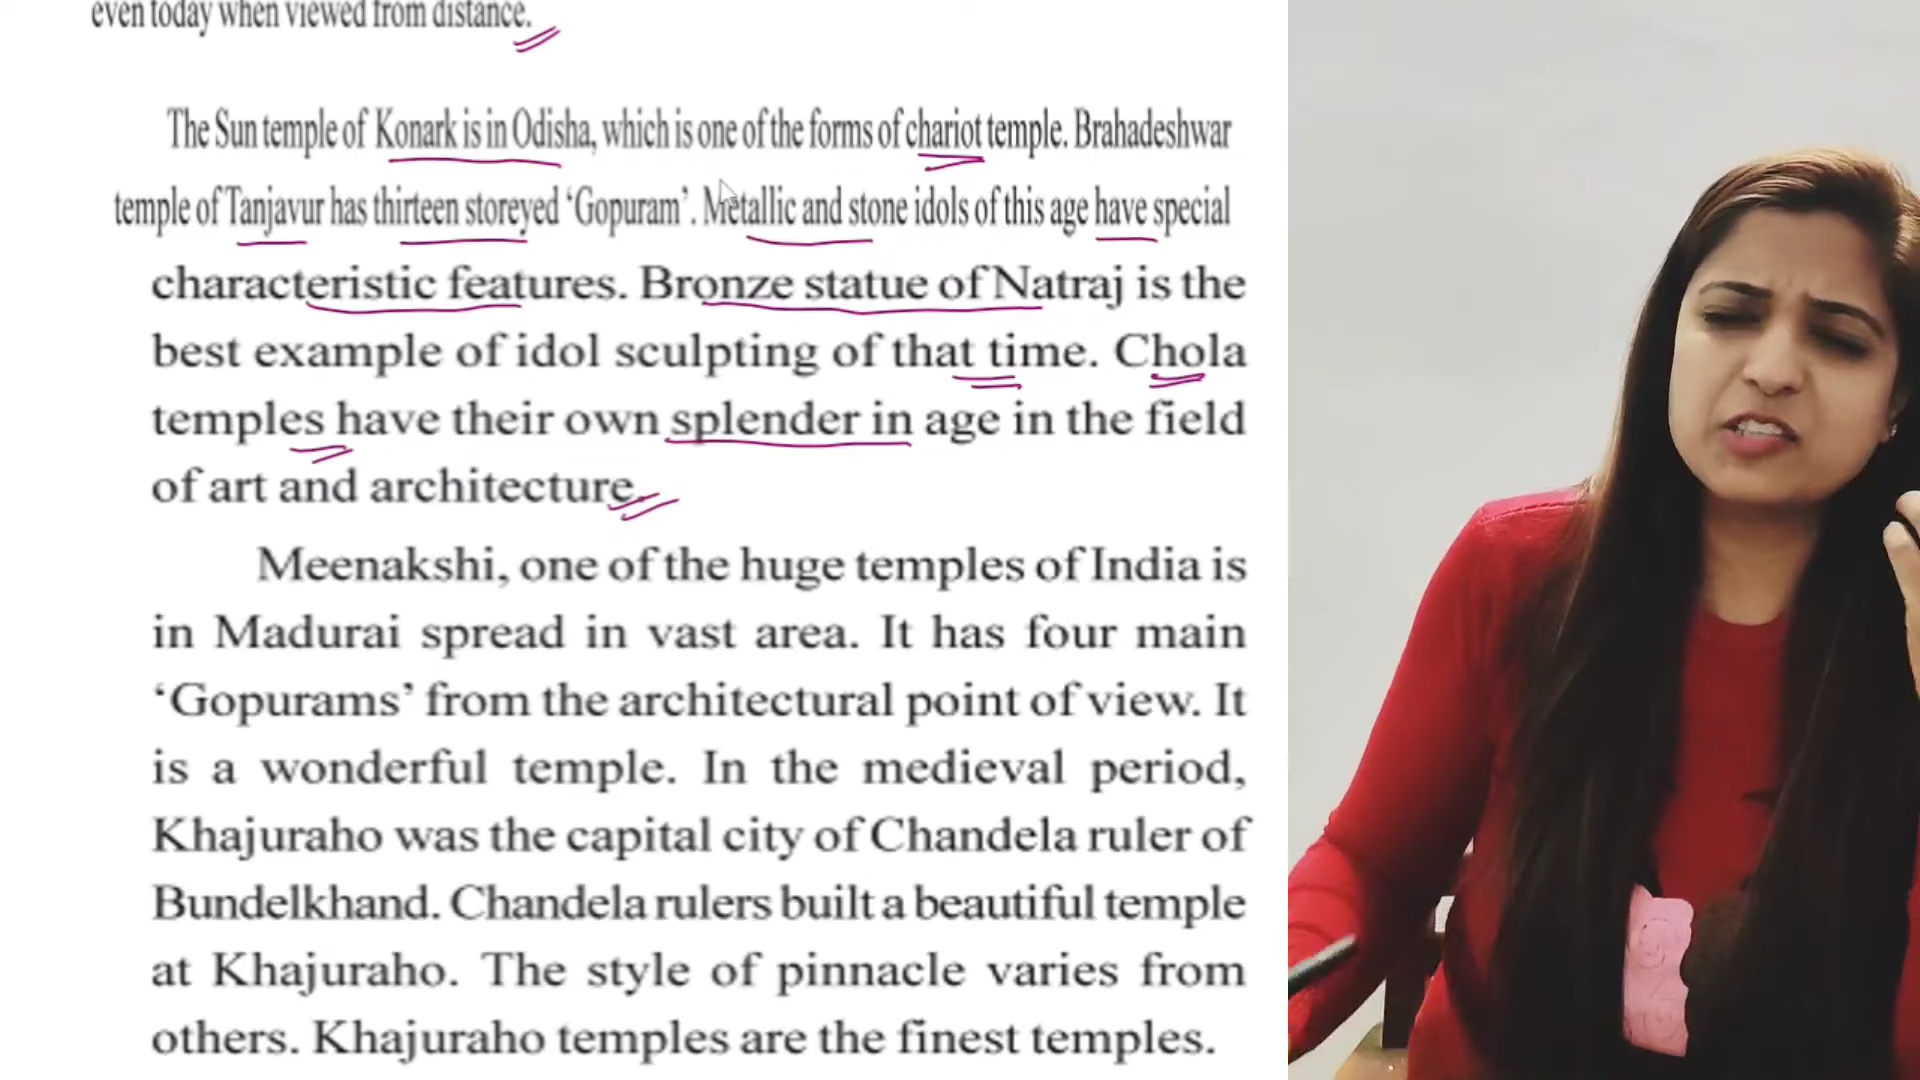 even today when viewed from distance.
The Sun temple of Konark is in Odisha, which is one of the forms of chariot temple. Brahadeshwar
temple of Tanjavur has thirteen storeyed ‘Gopuram’. Metallic and stone idols of this age have special
characteristic features. Bronze statue of Natraj is the
best example of idol sculpting of that time. Chola
temples have their own splender in age in the field
of art and architecture.
Meenakshi, one of the huge temples of India is
in Madurai spread in vast area. It has four main
‘Gopurams’ from the architectural point of view. It
is a wonderful temple. In the medieval period,
Khajuraho was the capital city of Chandela ruler of
Bundelkhand. Chandela rulers built a beautiful temple
at Khajuraho. The style of pinnacle varies from
others. Khajuraho temples are the finest temples.